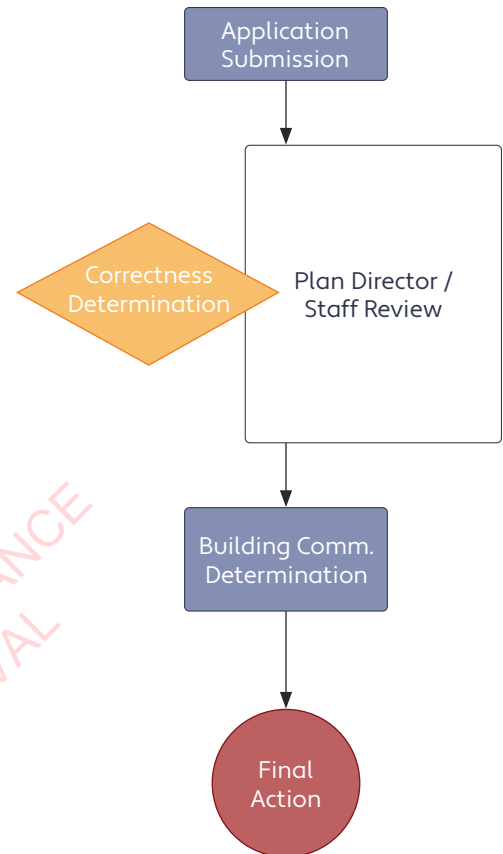 Application
Submission
Correctness
Determination
Plan Director /
Staff Review
Building Comm.
Determination
Final
Action